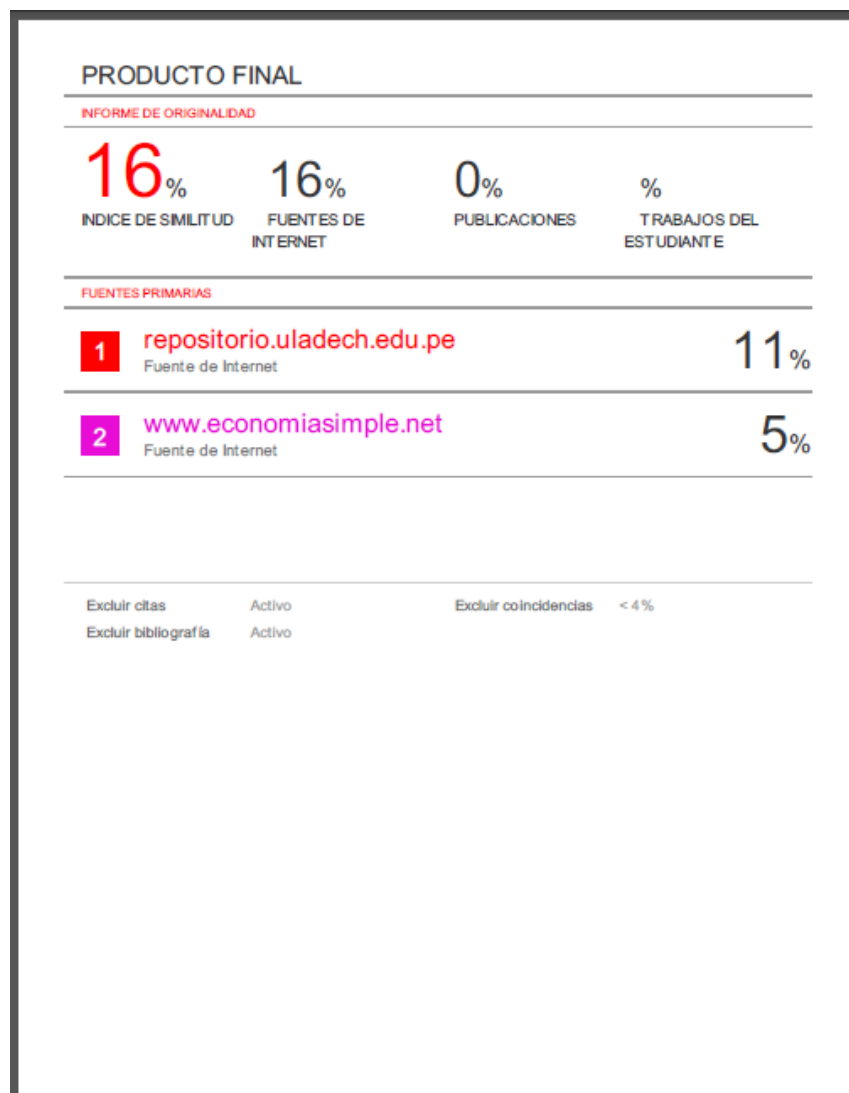 PRODUCTO FINAL
INFORME DE ORIGINALIDAD
16%
INDICE DE SIMILITUD
16%
FUENTES DE
INTERNET
0%
PUBLICACIONES
%
TRABAJOS DEL
ESTUDIANTE
FUENTES PRIMARIAS
1
repositorio.uladech.edu.pe
Fuente de Internet
11%
2
www.economiasimple.net
Fuente de Internet
5%
Excluir citas Activo
Excluir bibliografía Activo
Excluir coincidencias < 4%